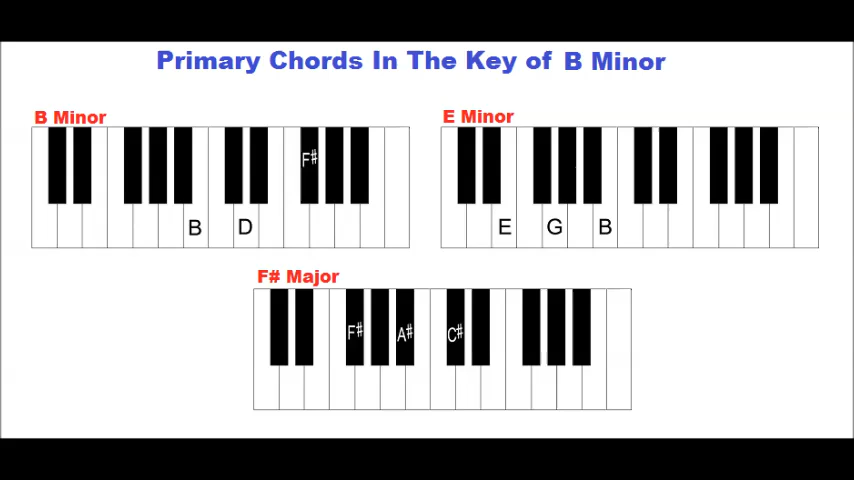 Primary Chords In The Key of B Minor
B Minor
F#
B D
E Minor
E G B
F# Major
F# A# C#